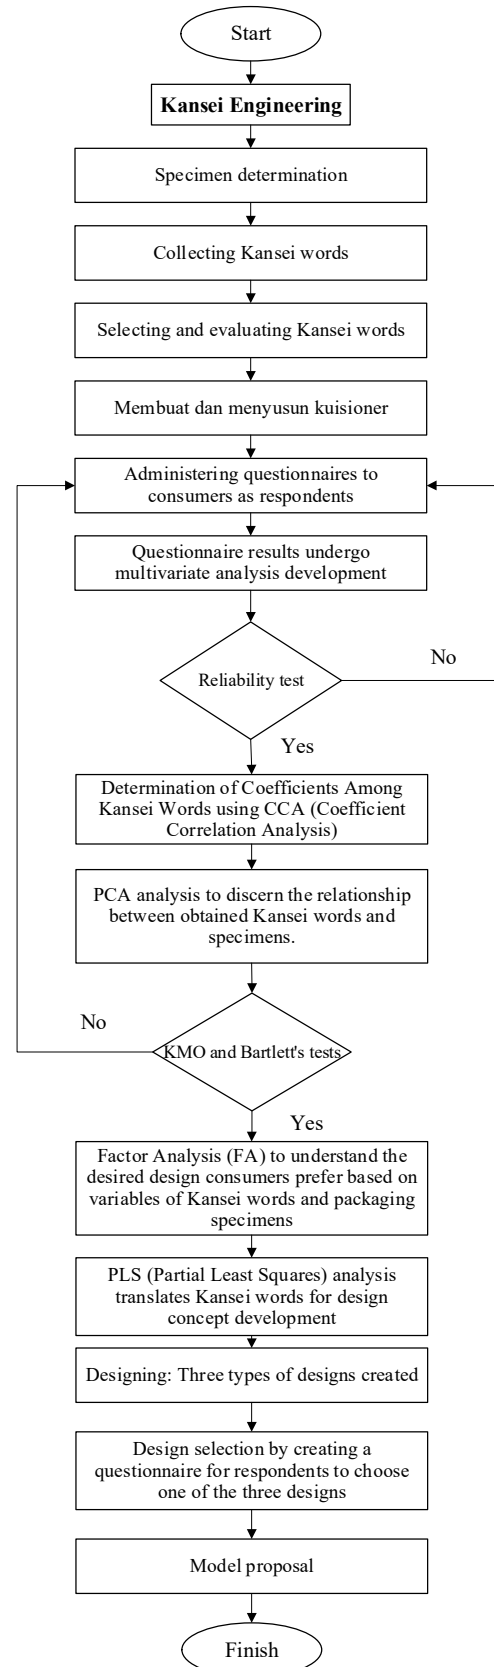 Start
Kansei Engineering
Specimen determination
Collecting Kansei words
Selecting and evaluating Kansei words
Membuat dan menyusun kuisioner
Administering questionnaires to
consumers as respondents
Questionnaire results undergo
multivariate analysis development
Reliability test
No
Yes
Determination of Coefficients Among
Kansei Words using CCA (Coefficient
Correlation Analysis)
PCA analysis to discern the relationship
between obtained Kansei words and
specimens.
No
KMO and Bartlett's tests
Yes
Factor Analysis (FA) to understand the
desired design consumers prefer based on
variables of Kansei words and packaging
specimens
PLS (Partial Least Squares) analysis
translates Kansei words for design
concept development
Designing: Three types of designs created
Design selection by creating a
questionnaire for respondents to choose
one of the three designs
Model proposal
Finish